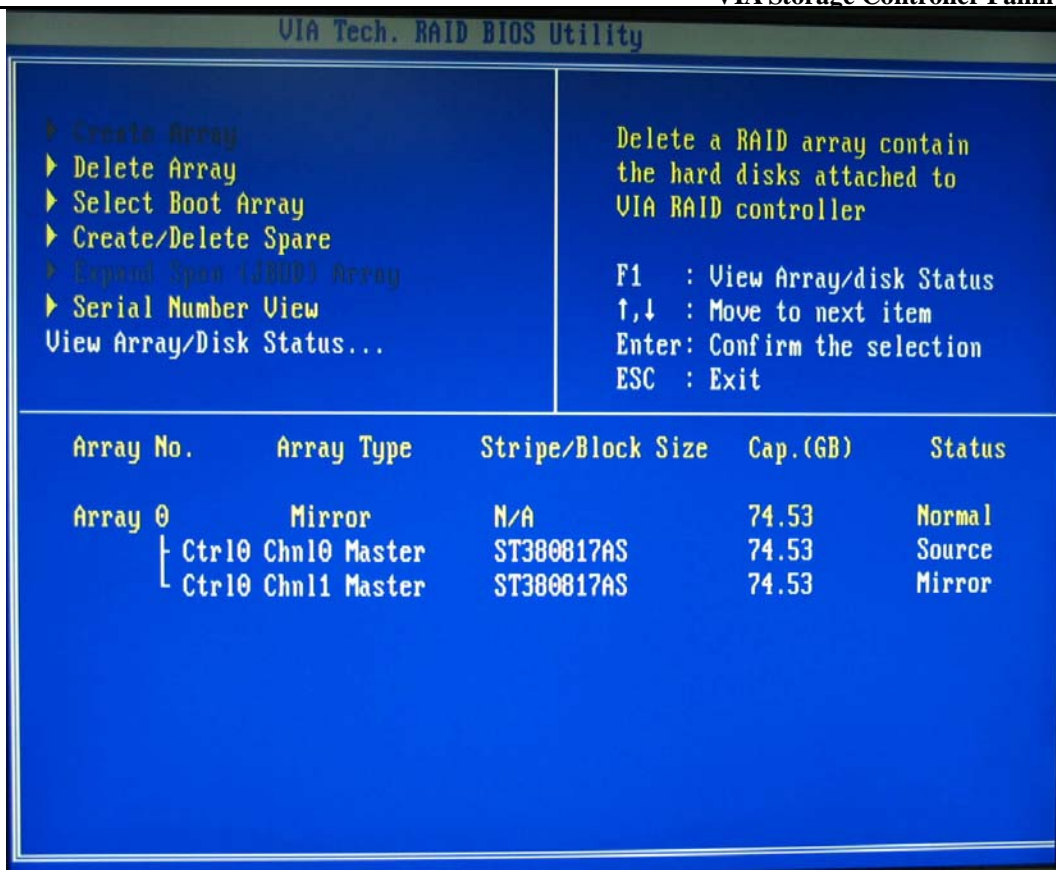 VIA Storage Controller Famil
VIA Tech. RAID BIOS Utility
Create Array
Delete Array
Select Boot Array
Create/Delete Spare
Expand Span (JBOD) Array
Serial Number View
View Array/Disk Status...
Delete a RAID array contain
the hard disks attached to
VIA RAID controller
F1 : View Array/disk Status
↑,↓ : Move to next item
Enter: Confirm the selection
ESC : Exit
Array No. Array Type Stripe/Block Size Cap.(GB) Status
Array 0 Mirror N/A 74.53 Normal
Ctrl0 Chnl0 Master ST380817AS 74.53 Source
Ctrl0 Chnl1 Master ST380817AS 74.53 Mirror